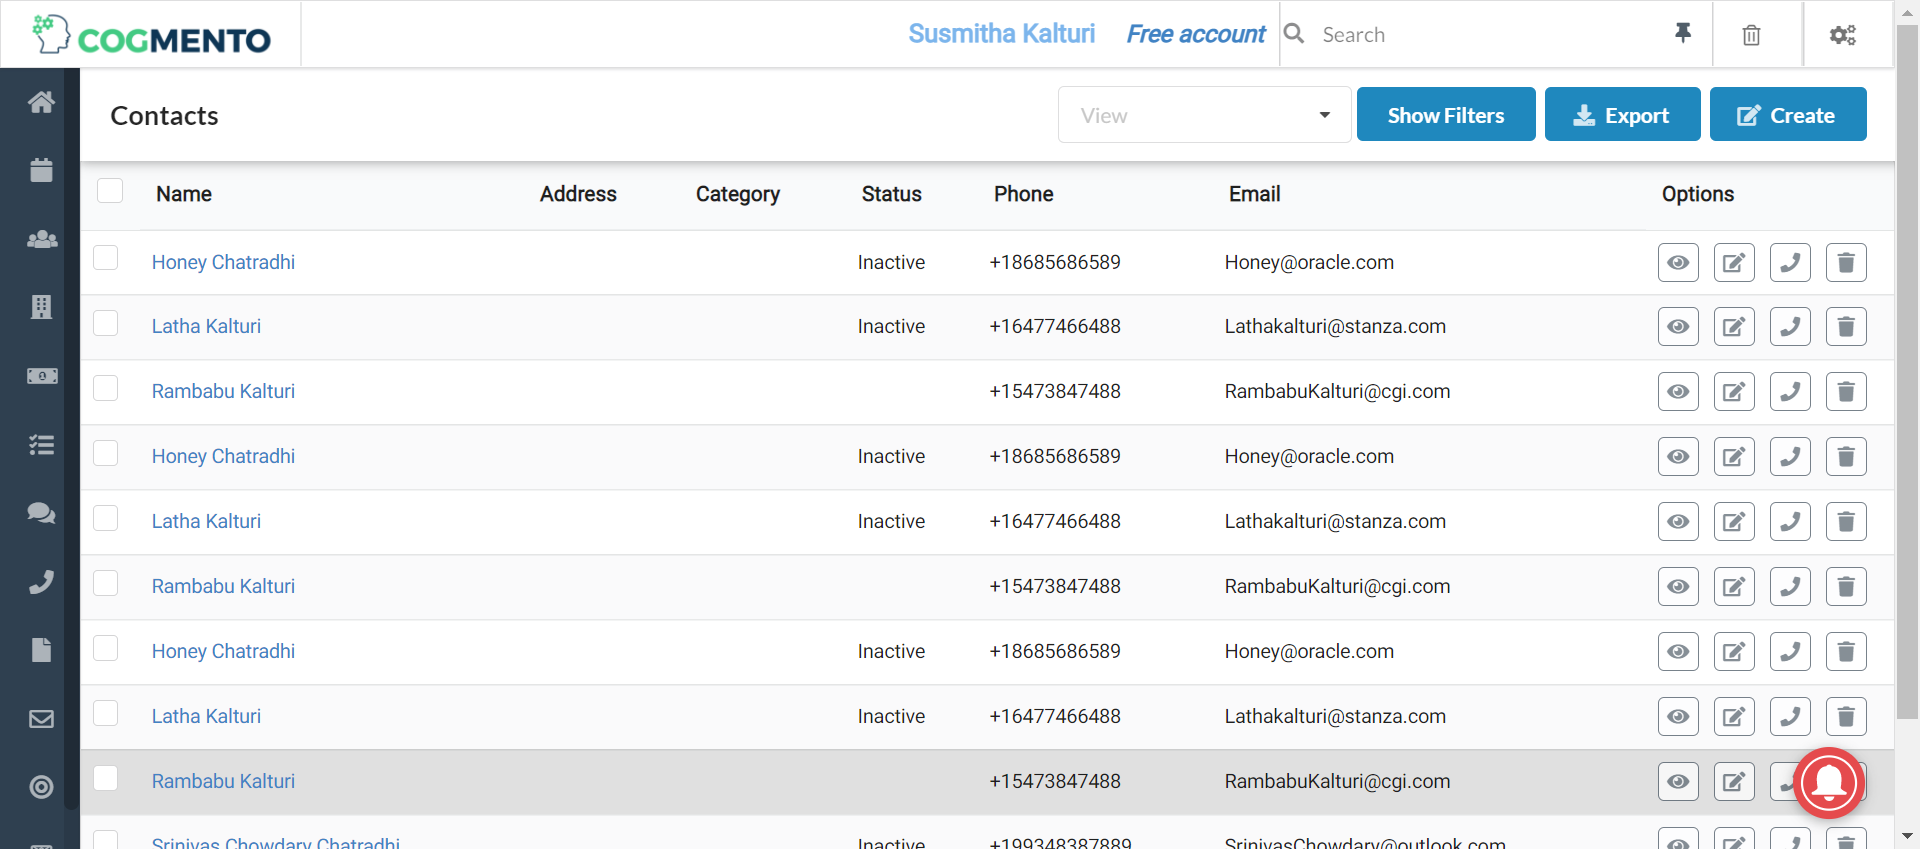 COGMENTO
Susmitha Kalturi Free account Search
Contacts View Show Filters Export Create
Name Address Category Status Phone Email Options
Honey Chatradhi Inactive +18685686589 Honey@oracle.com
Latha Kalturi Inactive +16477466488 Lathakalturi@stanza.com
Rambabu Kalturi +15473847488 RambabuKalturi@cgi.com
Honey Chatradhi Inactive +18685686589 Honey@oracle.com
Latha Kalturi Inactive +16477466488 Lathakalturi@stanza.com
Rambabu Kalturi +15473847488 RambabuKalturi@cgi.com
Honey Chatradhi Inactive +18685686589 Honey@oracle.com
Latha Kalturi Inactive +16477466488 Lathakalturi@stanza.com
Rambabu Kalturi +15473847488 RambabuKalturi@cgi.com
Srinivas Chowdary Chatradhi Inactive +199348387889 SrinivasChowdary@outlook.com